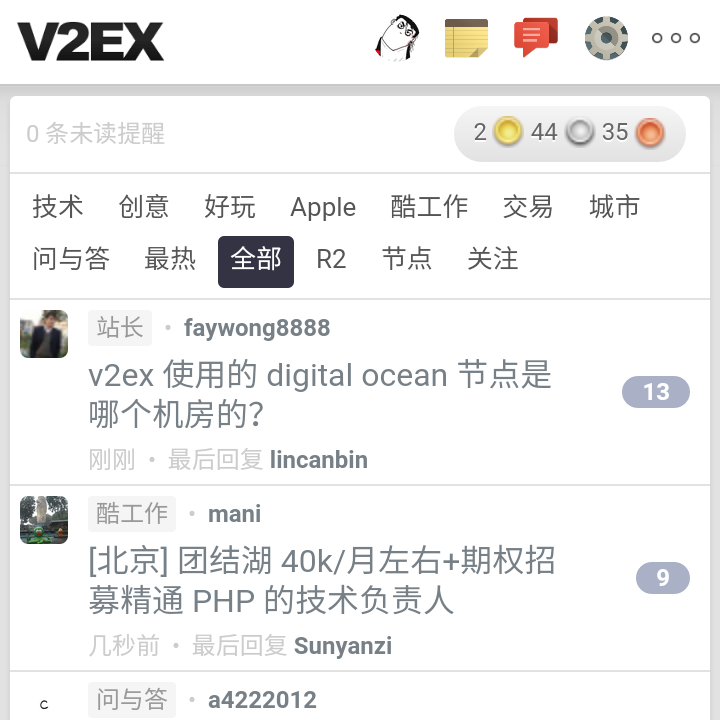 V2EX
0 条未读提醒
2 44 35
技术 创意 好玩 Apple 酷工作 交易 城市
问与答 最热 全部 R2 节点 关注
站长 • faywong8888
v2ex 使用的 digital ocean 节点是
哪个机房的?
13
刚刚 • 最后回复 lincanbin
酷工作 • mani
[北京] 团结湖 40k/月左右+期权招
募精通 PHP 的技术负责人
9
几秒前 • 最后回复 Sunyanzi
C
问与答 • a4222012